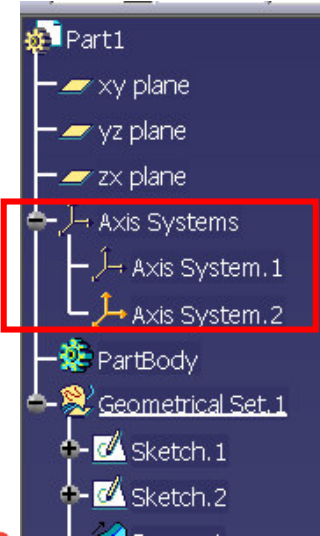 Part1
xy plane
yz plane
zx plane
Axis Systems
Axis System.1
Axis System.2
PartBody
Geometrical Set.1
Sketch.1
Sketch.2